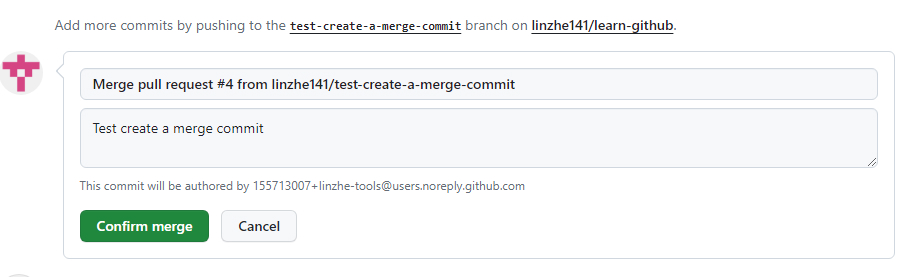 Add more commits by pushing to the test-create-a-merge-commit branch on linzhe141/learn-github.
Merge pull request #4 from linzhe141/test-create-a-merge-commit
Test create a merge commit
This commit will be authored by 155713007+linzhe-tools@users.noreply.github.com
Confirm merge Cancel